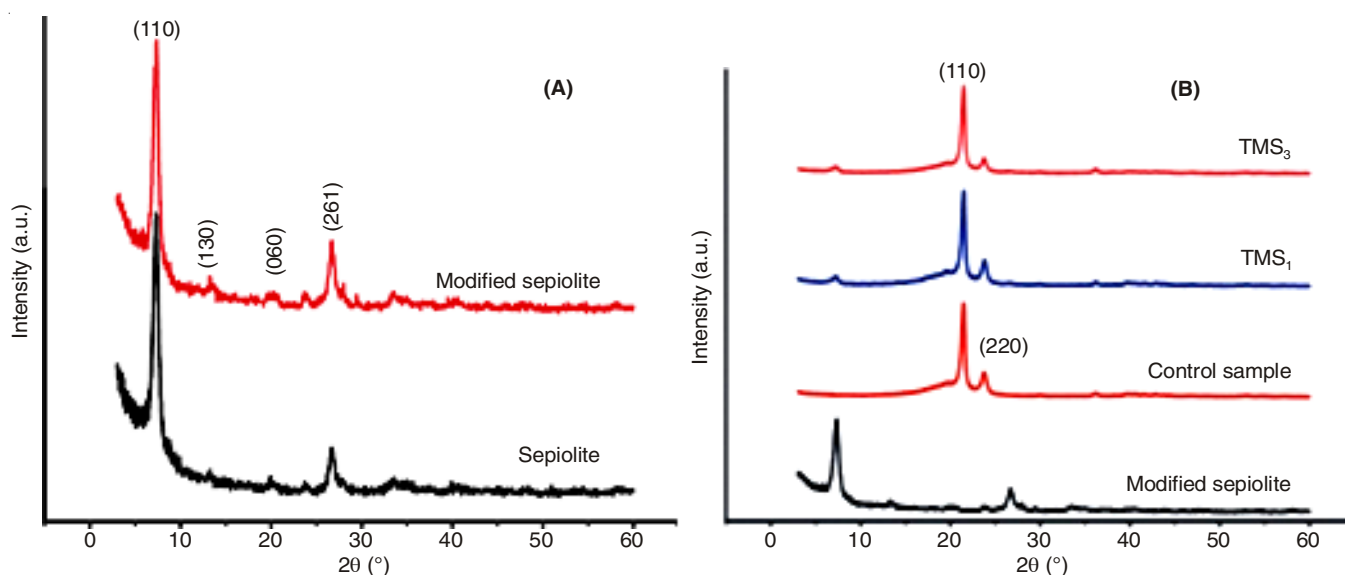 (110)
(A)
(130)
(060)
(261)
Modified sepiolite
Sepiolite
Intensity (a.u.)
0 10 20 30 40 50 60
2θ (°)
(110)
(B)
TMS₃
TMS₁
(220)
Control sample
Modified sepiolite
Intensity (a.u.)
0 10 20 30 40 50 60
2θ (°)